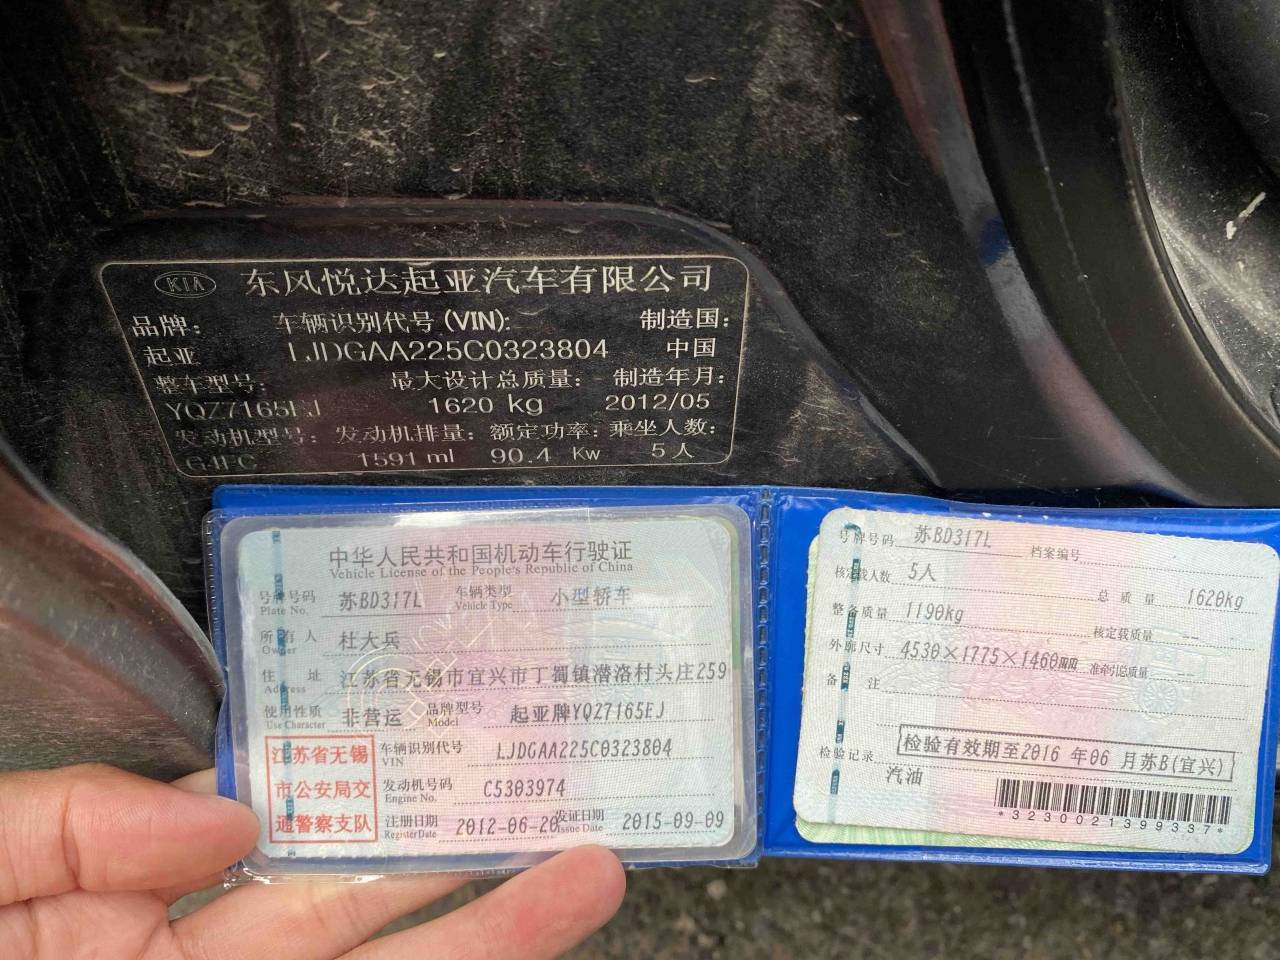 KIA 东风悦达起亚汽车有限公司
品牌： 车辆识别代号 (VIN): 制造国：
起亚 LJDGAA225C0323804 中国
整车型号： 最大设计总质量： 制造年月：
YQZ7165EJ 1620 kg 2012/05
发动机型号： 发动机排量： 额定功率： 乘坐人数：
G4FC 1591 ml 90.4 Kw 5人
中华人民共和国机动车行驶证
Vehicle License of the People's Republic of China
号牌号码 苏BD317L 车辆类型 小型轿车
Plate No. Vehicle Type
所有人 杜大兵
Owner
住址 江苏省无锡市宜兴市丁蜀镇潜洛村头庄259
Address
使用性质 非营运 品牌型号 起亚牌YQZ7165EJ
Use Character Model
江苏省无锡
市公安局交
通警察支队
车辆识别代号 LJDGAA225C0323804
VIN
发动机号码 C5303974
Engine No.
注册日期 2012-06-20 发证日期 2015-09-09
Register Date Issue Date
号牌号码 苏BD317L 档案编号
核定载人数 5人 总质量 1620kg
整备质量 1190kg 核定载质量 --
外廓尺寸 4530×1775×1460mm 准牵引总质量 --
备注
检验记录 检验有效期至2016 年06 月苏B(宜兴)
汽油
*3230021399337*